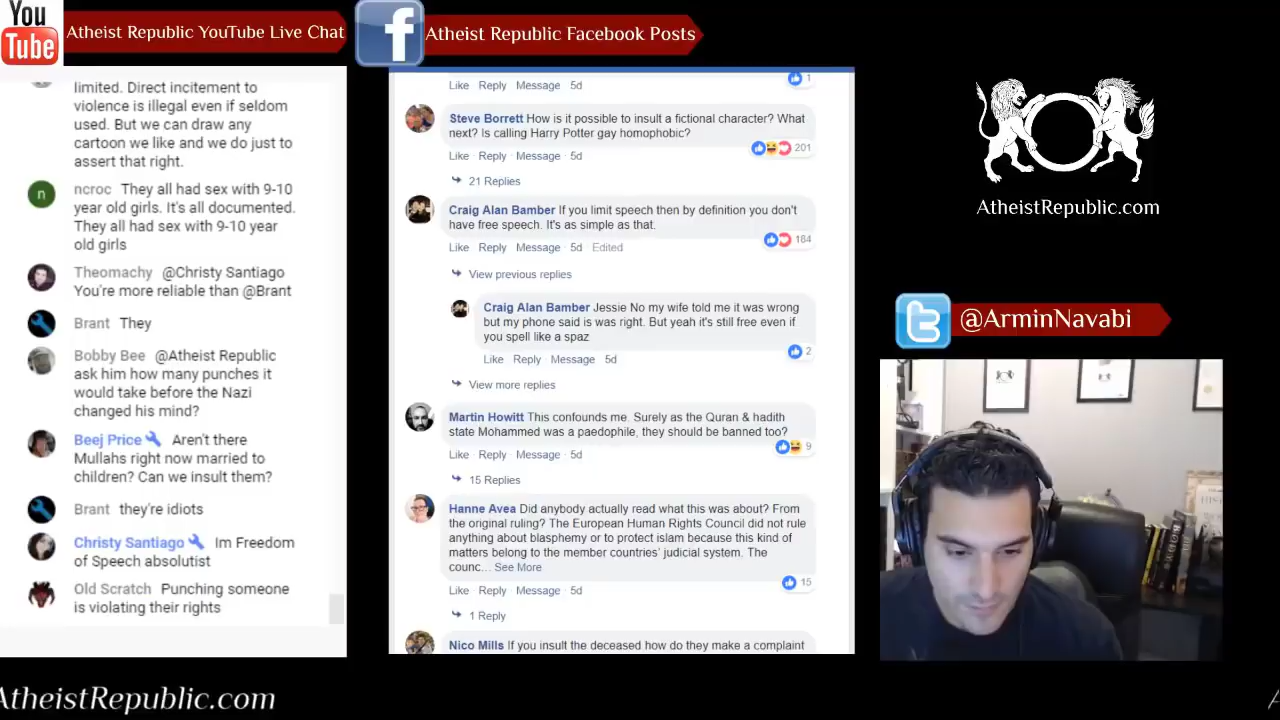 You
Tube
Atheist Republic YouTube Live Chat
f
Atheist Republic Facebook Posts
limited. Direct incitement to
violence is illegal even if seldom
used. But we can draw any
cartoon we like and we do just to
assert that right.
n
ncroc They all had sex with 9-10
year old girls. It's all documented.
They all had sex with 9-10 year
old girls
Theomachy @Christy Santiago
You're more reliable than @Brant
Brant They
Bobby Bee @Atheist Republic
ask him how many punches it
would take before the Nazi
changed his mind?
Beej Price Aren't there
Mullahs right now married to
children? Can we insult them?
Brant they're idiots
Christy Santiago Im Freedom
of Speech absolutist
Old Scratch Punching someone
is violating their rights
Like Reply Message 5d
1
Steve Borrett How is it possible to insult a fictional character? What
next? Is calling Harry Potter gay homophobic?
201
Like Reply Message 5d
21 Replies
Craig Alan Bamber If you limit speech then by definition you don't
have free speech. It's as simple as that.
184
Like Reply Message 5d Edited
View previous replies
Craig Alan Bamber Jessie No my wife told me it was wrong
but my phone said is was right. But yeah it's still free even if
you spell like a spaz
2
Like Reply Message 5d
View more replies
Martin Howitt This confounds me. Surely as the Quran & hadith
state Mohammed was a paedophile, they should be banned too?
9
Like Reply Message 5d
15 Replies
Hanne Avea Did anybody actually read what this was about? From
the original ruling? The European Human Rights Council did not rule
anything about blasphemy or to protect islam because this kind of
matters belong to the member countries' judicial system. The
counc... See More
15
Like Reply Message 5d
1 Reply
Nico Mills If you insult the deceased how do they make a complaint
AtheistRepublic.com
@ArminNavabi
AtheistRepublic.com